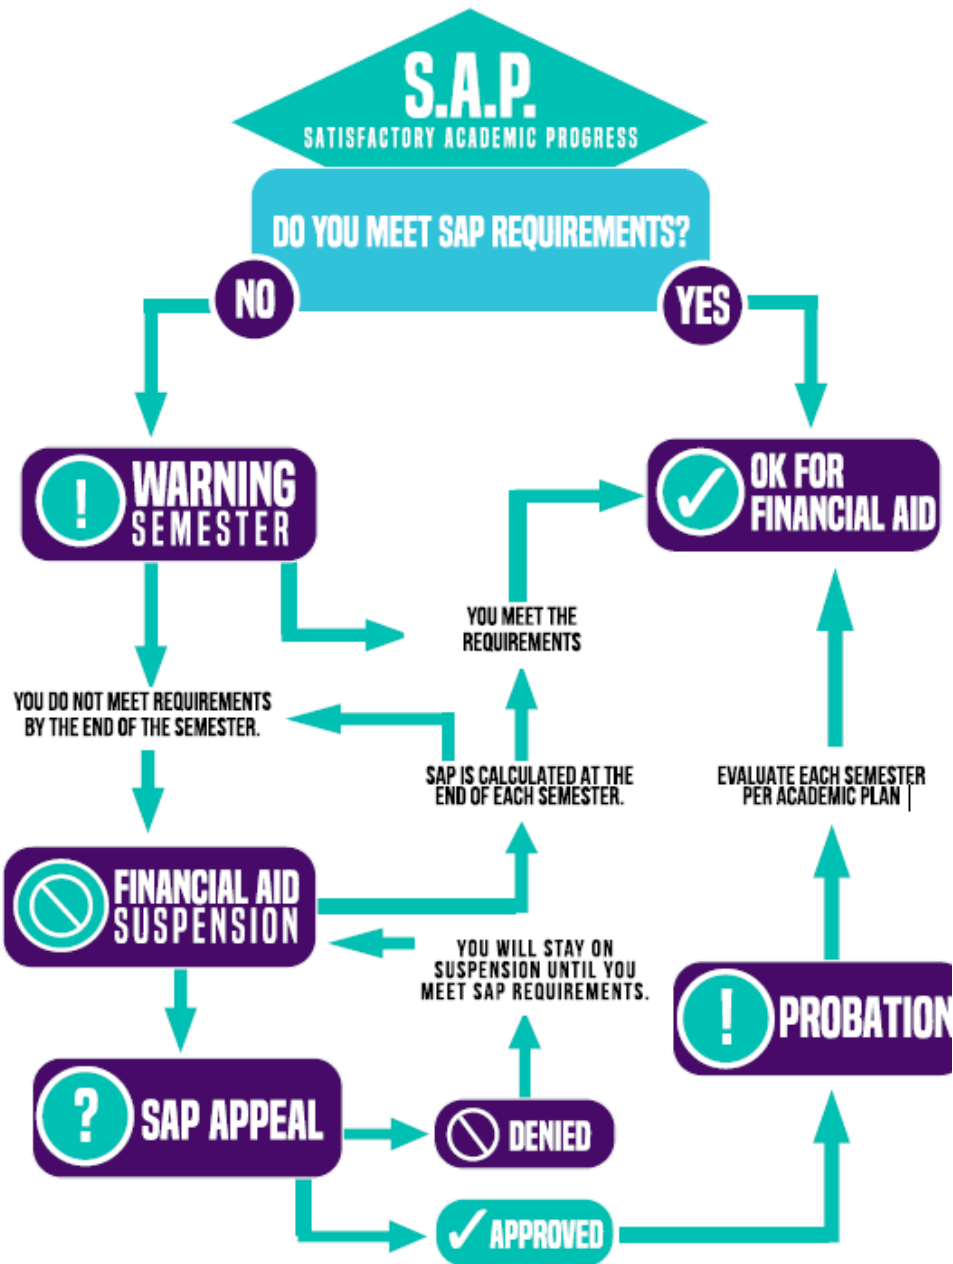 S.A.P.
SATISFACTORY ACADEMIC PROGRESS
DO YOU MEET SAP REQUIREMENTS?
NO
YES
!
WARNING
SEMESTER
OK FOR
FINANCIAL AID
YOU MEET THE
REQUIREMENTS
YOU DO NOT MEET REQUIREMENTS
BY THE END OF THE SEMESTER.
SAP IS CALCULATED AT THE
END OF EACH SEMESTER.
EVALUATE EACH SEMESTER
PER ACADEMIC PLAN
FINANCIAL AID
SUSPENSION
YOU WILL STAY ON
SUSPENSION UNTIL YOU
MEET SAP REQUIREMENTS.
!
PROBATION
?
SAP APPEAL
DENIED
APPROVED